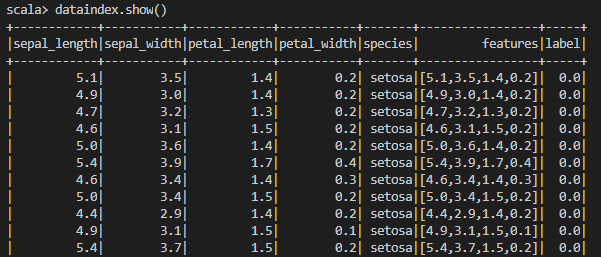 scala> dataindex.show()
+------------+-----------+------------+-----------+-------+-----------------+-----+
|sepal_length|sepal_width|petal_length|petal_width|species|         features|label|
+------------+-----------+------------+-----------+-------+-----------------+-----+
|         5.1|        3.5|         1.4|        0.2| setosa|[5.1,3.5,1.4,0.2]|  0.0|
|         4.9|        3.0|         1.4|        0.2| setosa|[4.9,3.0,1.4,0.2]|  0.0|
|         4.7|        3.2|         1.3|        0.2| setosa|[4.7,3.2,1.3,0.2]|  0.0|
|         4.6|        3.1|         1.5|        0.2| setosa|[4.6,3.1,1.5,0.2]|  0.0|
|         5.0|        3.6|         1.4|        0.2| setosa|[5.0,3.6,1.4,0.2]|  0.0|
|         5.4|        3.9|         1.7|        0.4| setosa|[5.4,3.9,1.7,0.4]|  0.0|
|         4.6|        3.4|         1.4|        0.3| setosa|[4.6,3.4,1.4,0.3]|  0.0|
|         5.0|        3.4|         1.5|        0.2| setosa|[5.0,3.4,1.5,0.2]|  0.0|
|         4.4|        2.9|         1.4|        0.2| setosa|[4.4,2.9,1.4,0.2]|  0.0|
|         4.9|        3.1|         1.5|        0.1| setosa|[4.9,3.1,1.5,0.1]|  0.0|
|         5.4|        3.7|         1.5|        0.2| setosa|[5.4,3.7,1.5,0.2]|  0.0|